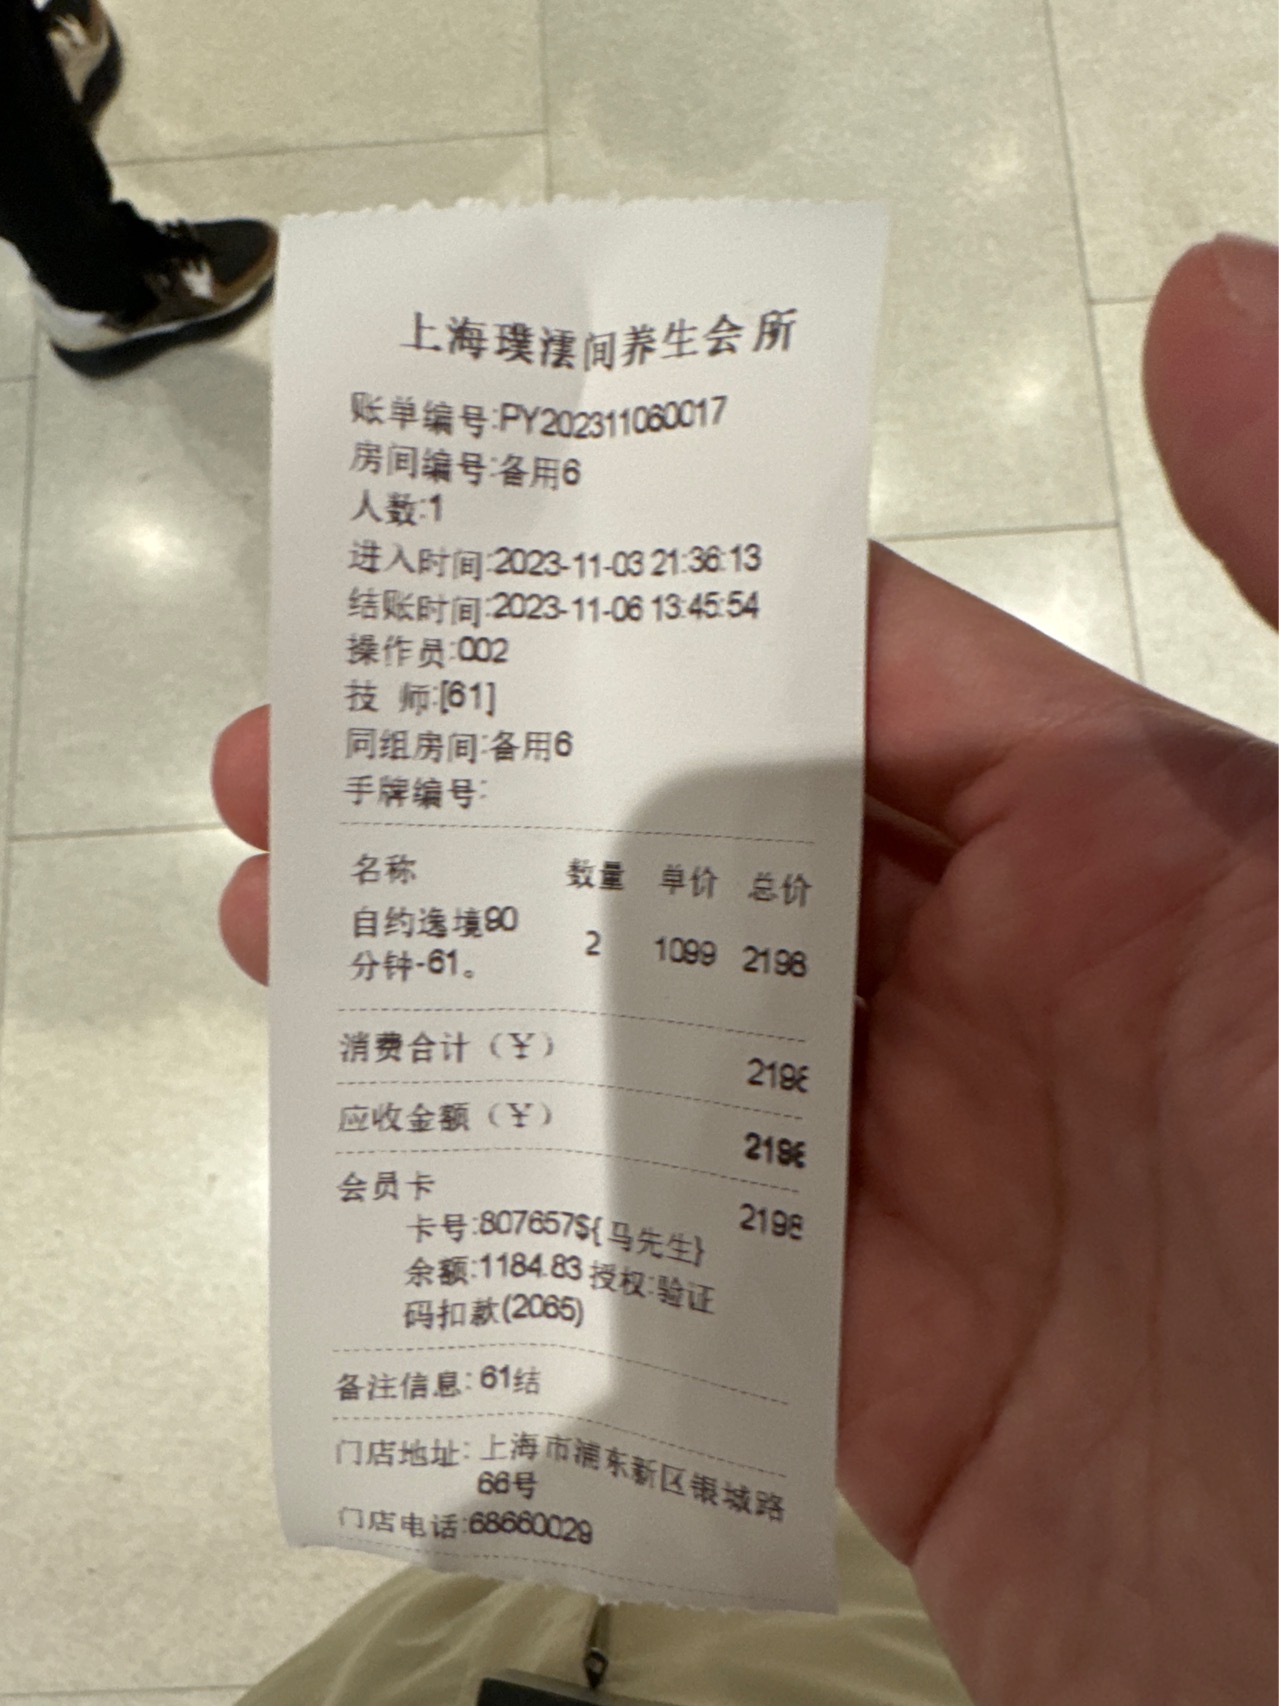 上海璞澐间养生会所
账单编号:PY202311060017
房间编号:备用6
人数:1
进入时间:2023-11-03 21:36:13
结账时间:2023-11-06 13:45:54
操作员:002
技 师:[61]
同组房间:备用6
手牌编号:
名称 数量 单价 总价
自约逸境90 2 1099 2198
分钟-61。
消费合计（¥） 2198
应收金额（¥） 2198
会员卡 2198
卡号:807657${马先生}
余额:1184.83 授权:验证
码扣款(2065)
备注信息: 61结
门店地址: 上海市浦东新区银城路
66号
门店电话:68660029